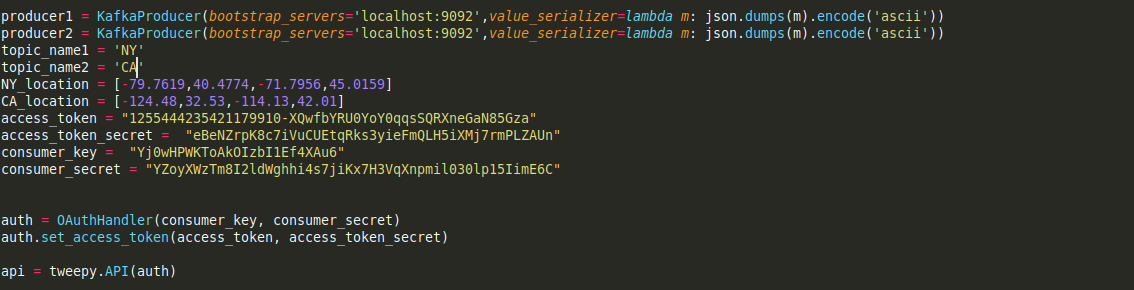 producer1 = KafkaProducer(bootstrap_servers='localhost:9092',value_serializer=lambda m: json.dumps(m).encode('ascii'))
producer2 = KafkaProducer(bootstrap_servers='localhost:9092',value_serializer=lambda m: json.dumps(m).encode('ascii'))
topic_name1 = 'NY'
topic_name2 = 'CA'
NY_location = [-79.7619,40.4774,-71.7956,45.0159]
CA_location = [-124.48,32.53,-114.13,42.01]
access_token = "1255444235421179910-XQwfbYRU0YoY0qqsSQRXneGaN85Gza"
access_token_secret =  "eBeNZrpK8c7iVuCUEtqRks3yieFmQLH5iXMj7rmPLZAUn"
consumer_key =  "Yj0wHPWKToAkOIzbI1Ef4XAu6"
consumer_secret = "YZoyXWzTm8I2ldWghhi4s7jiKx7H3VqXnpmil030lp15IimE6C"
auth = OAuthHandler(consumer_key, consumer_secret)
auth.set_access_token(access_token, access_token_secret)
api = tweepy.API(auth)